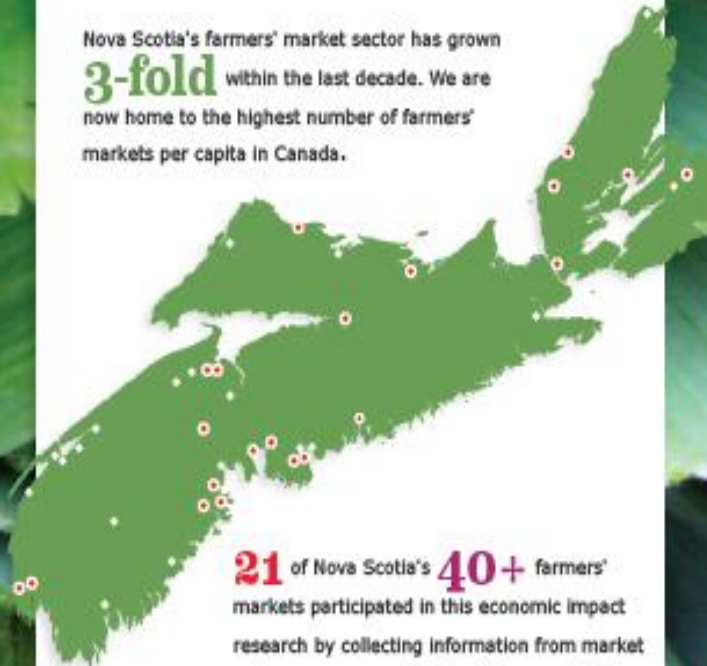 Nova Scotia's farmers' market sector has grown
3-fold within the last decade. We are
now home to the highest number of farmers'
markets per capita in Canada.
21 of Nova Scotia's 40+ farmers'
markets participated in this economic impact
research by collecting information from market